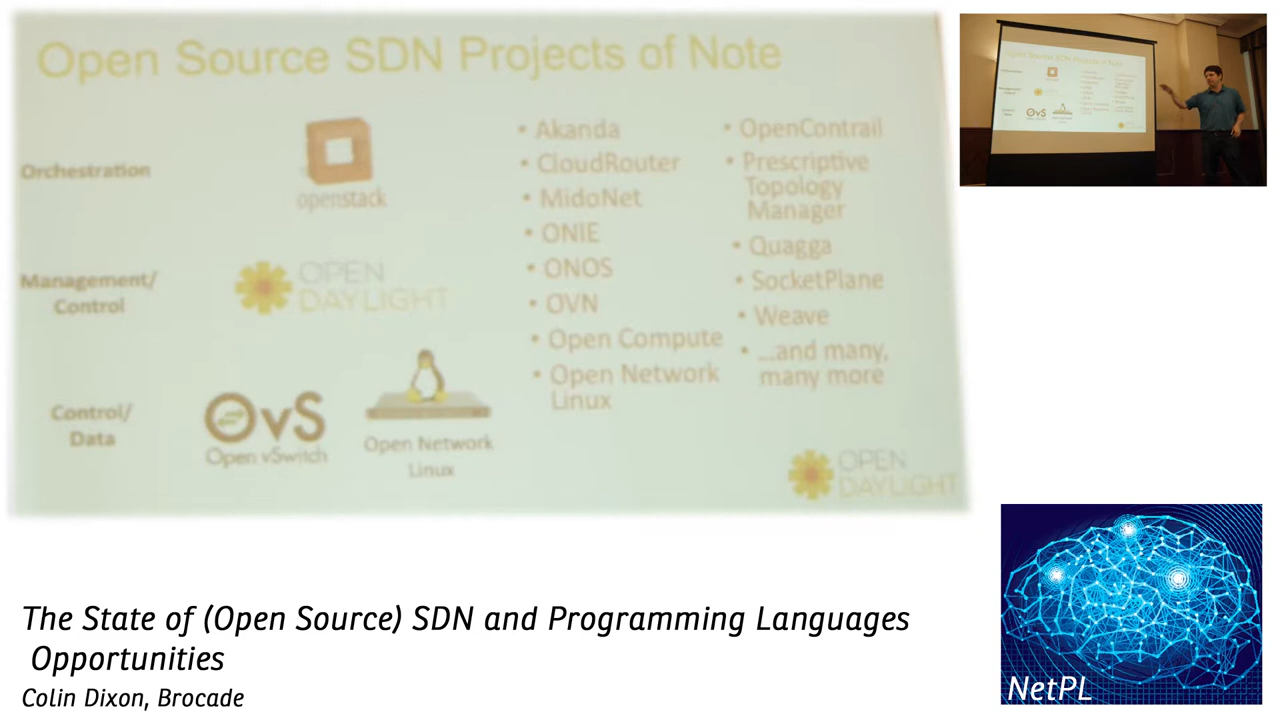 Open Source SDN Projects of Note
Orchestration
openstack
Management/
Control
OPEN
DAYLIGHT
Control/
Data
OvS
Open vSwitch
Open Network
Linux
• Akanda
• CloudRouter
• MidoNet
• ONIE
• ONOS
• OVN
• Open Compute
• Open Network
Linux
• OpenContrail
• Prescriptive
Topology
Manager
• Quagga
• SocketPlane
• Weave
• ...and many,
many more
OPEN
DAYLIGHT
The State of (Open Source) SDN and Programming Languages
Opportunities
Colin Dixon, Brocade
NetPL